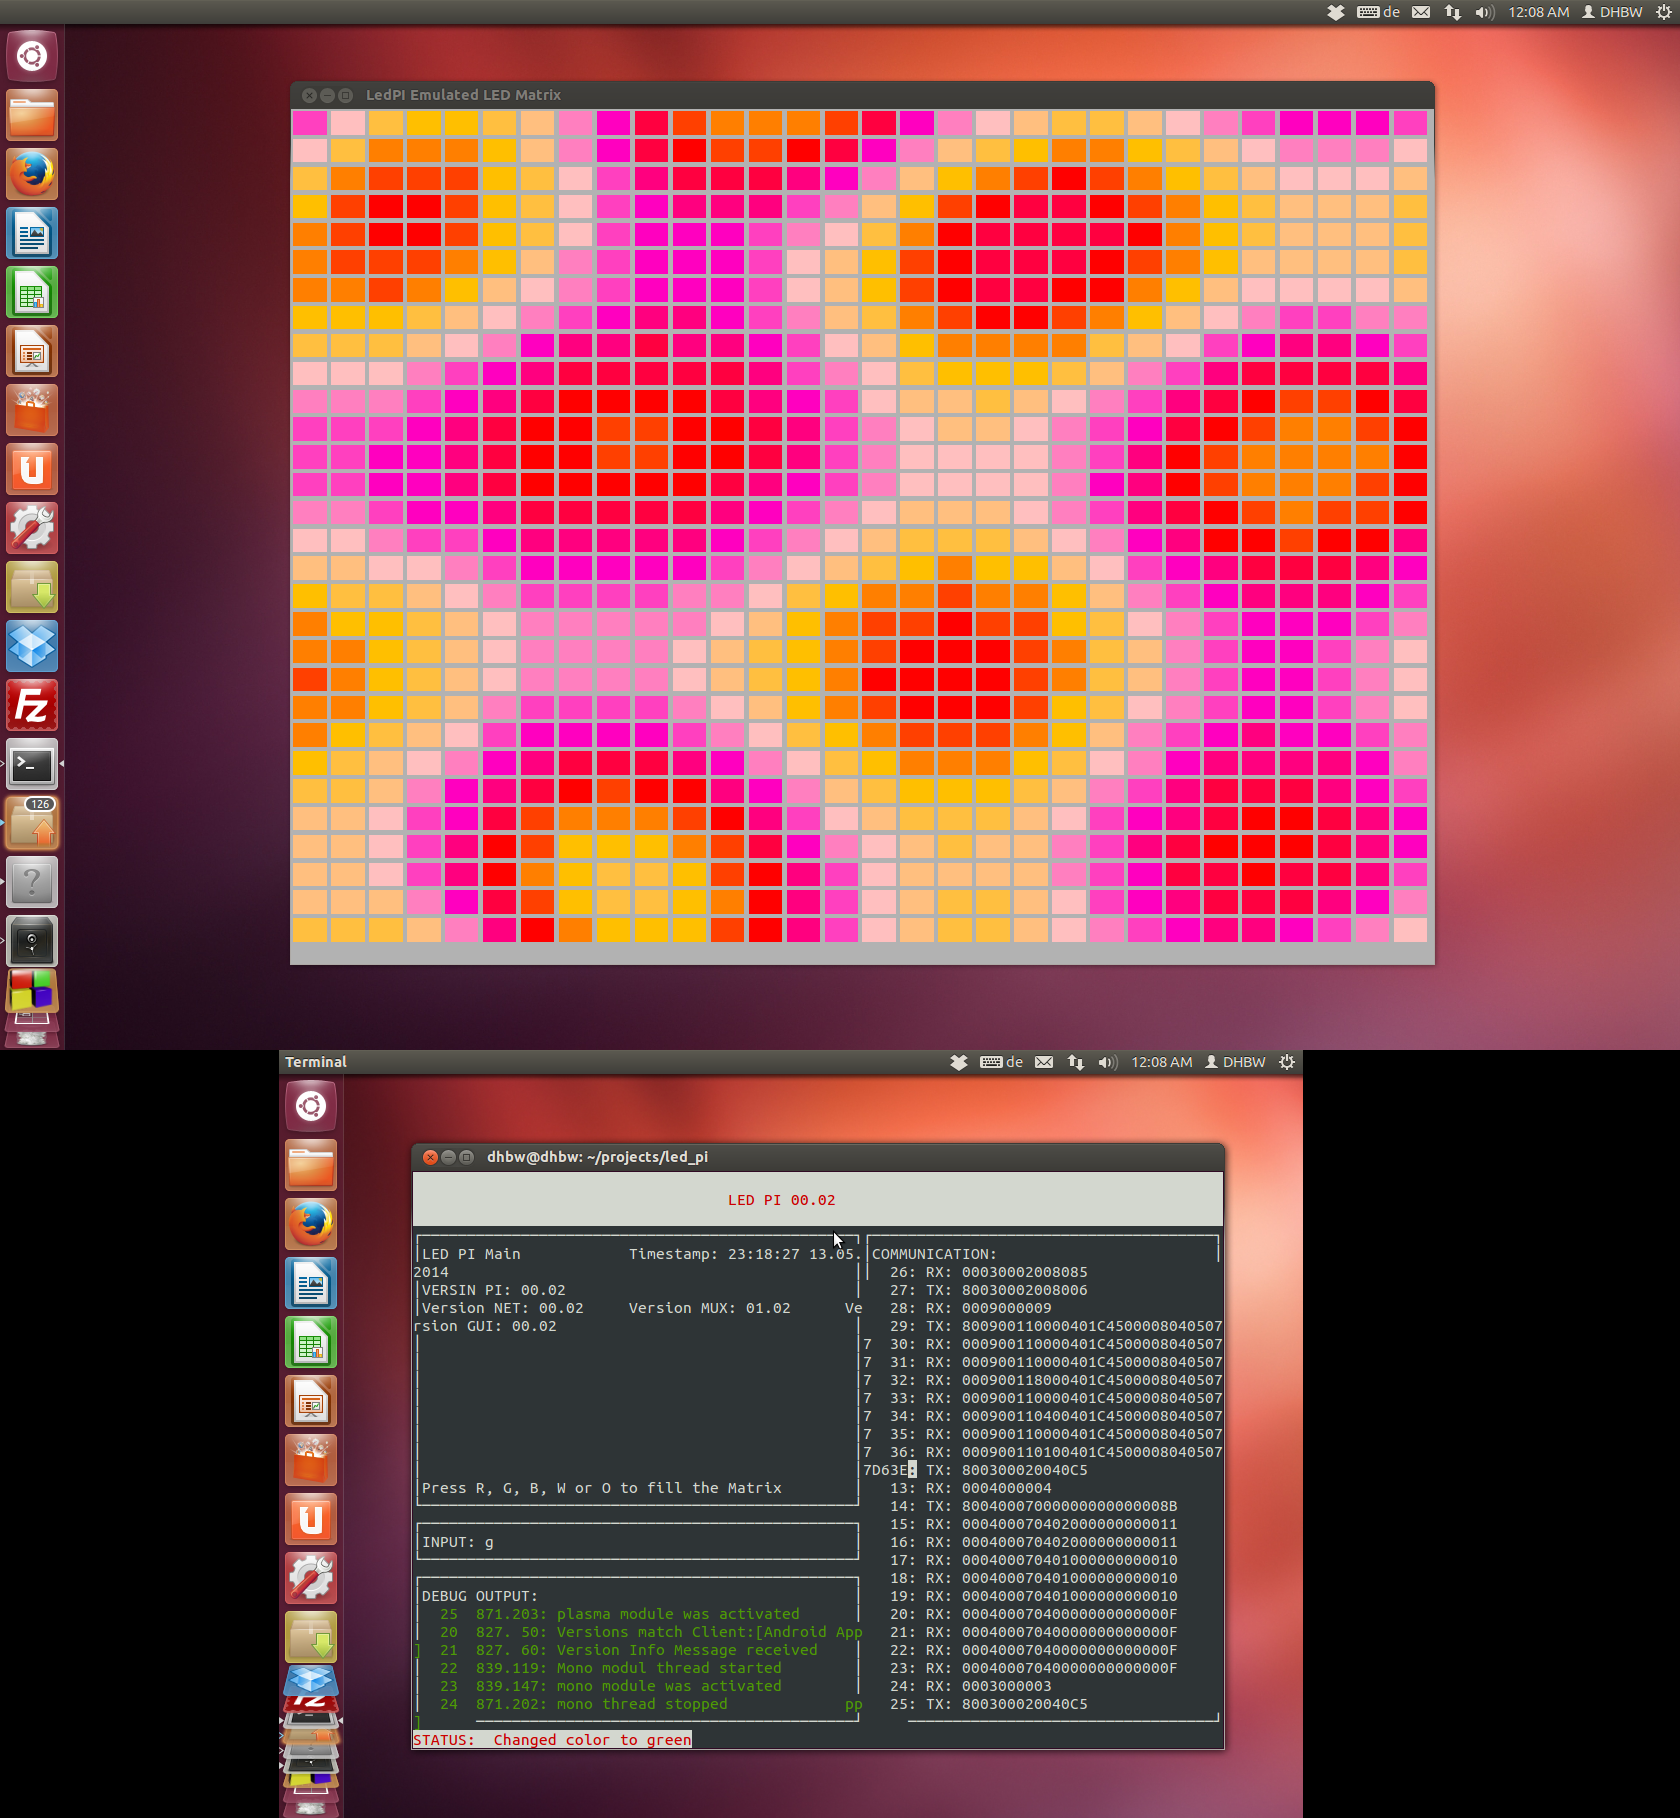 de 12:08 AM DHBW
LedPI Emulated LED Matrix
126
Terminal de 12:08 AM DHBW
dhbw@dhbw: ~/projects/led_pi
LED PI 00.02
LED PI Main Timestamp: 23:18:27 13.05.
2014
VERSIN PI: 00.02
Version NET: 00.02 Version MUX: 01.02 Ve
rsion GUI: 00.02
Press R, G, B, W or O to fill the Matrix
INPUT: g
DEBUG OUTPUT:
25 871.203: plasma module was activated
20 827. 50: Versions match Client:[Android App
] 21 827. 60: Version Info Message received
22 839.119: Mono modul thread started
23 839.147: mono module was activated
24 871.202: mono thread stopped pp
]
STATUS: Changed color to green
COMMUNICATION:
26: RX: 00030002008085
27: TX: 80030002008006
28: RX: 0009000009
29: TX: 800900110000401C4500008040507
7 30: RX: 000900110000401C4500008040507
7 31: RX: 000900110000401C4500008040507
7 32: RX: 000900118000401C4500008040507
7 33: RX: 000900110000401C4500008040507
7 34: RX: 000900110400401C4500008040507
7 35: RX: 000900110000401C4500008040507
7 36: RX: 000900110100401C4500008040507
7D63E: TX: 800300020040C5
13: RX: 0004000004
14: TX: 80040007000000000000008B
15: RX: 000400070402000000000011
16: RX: 000400070402000000000011
17: RX: 000400070401000000000010
18: RX: 000400070401000000000010
19: RX: 000400070401000000000010
20: RX: 00040007040000000000000F
21: RX: 00040007040000000000000F
22: RX: 00040007040000000000000F
23: RX: 00040007040000000000000F
24: RX: 0003000003
25: TX: 800300020040C5